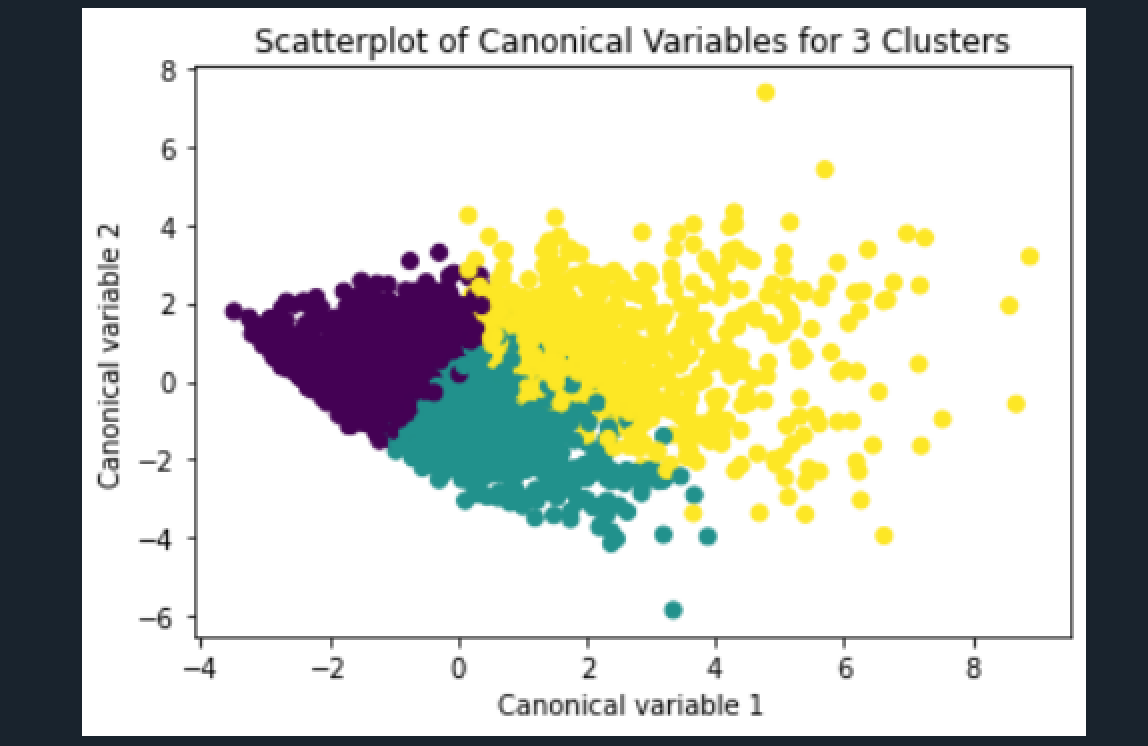 Scatterplot of Canonical Variables for 3 Clusters
8
6
4
2
0
−2
−4
−6
Canonical variable 2
−4 −2 0 2 4 6 8
Canonical variable 1